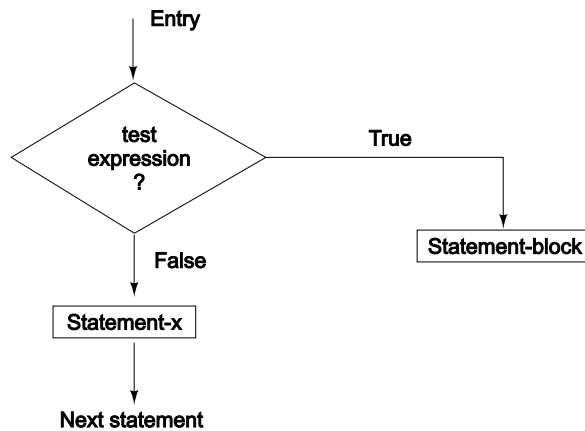 Entry
test
expression
?
True
Statement-block
False
Statement-x
Next statement